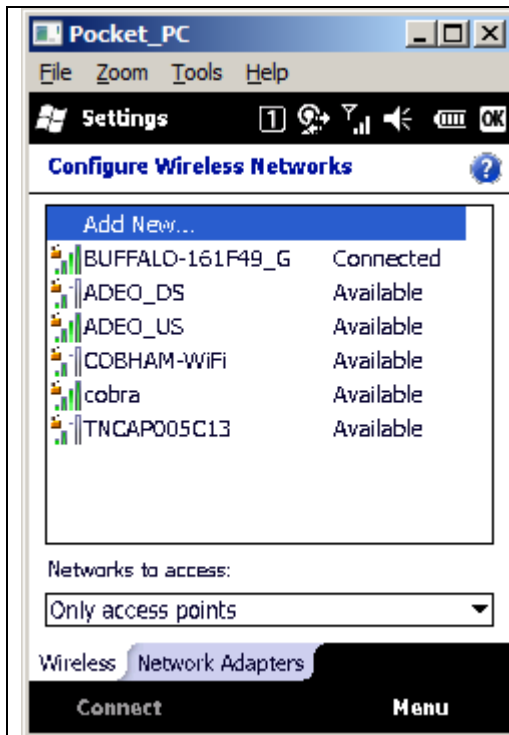 Pocket_PC
File Zoom Tools Help
Settings 1 OK
Configure Wireless Networks ?
Add New...
BUFFALO-161F49_G Connected
ADEO_DS Available
ADEO_US Available
COBHAM-WiFi Available
cobra Available
TNCAP005C13 Available
Networks to access:
Only access points
Wireless Network Adapters
Connect Menu